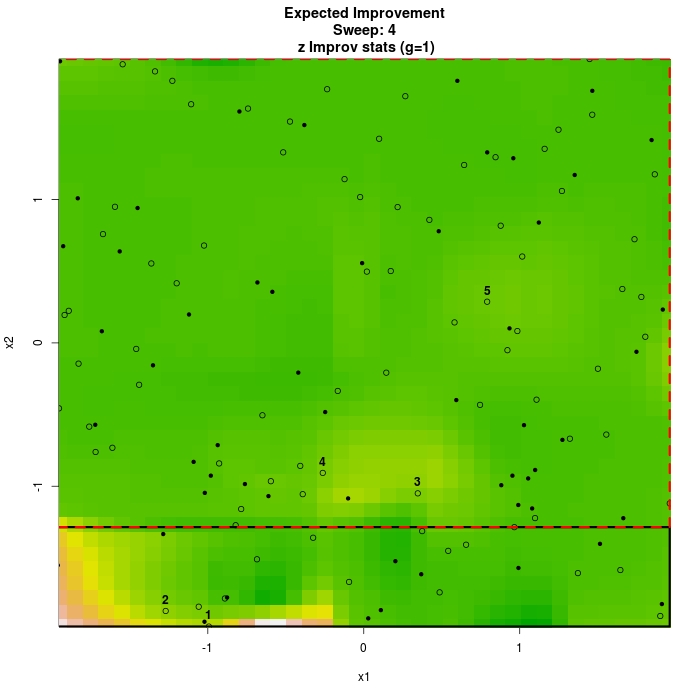 Expected Improvement
Sweep: 4
z Improv stats (g=1)
1
5
x2
0
4
3
-1
2
1
-1 0 1
x1